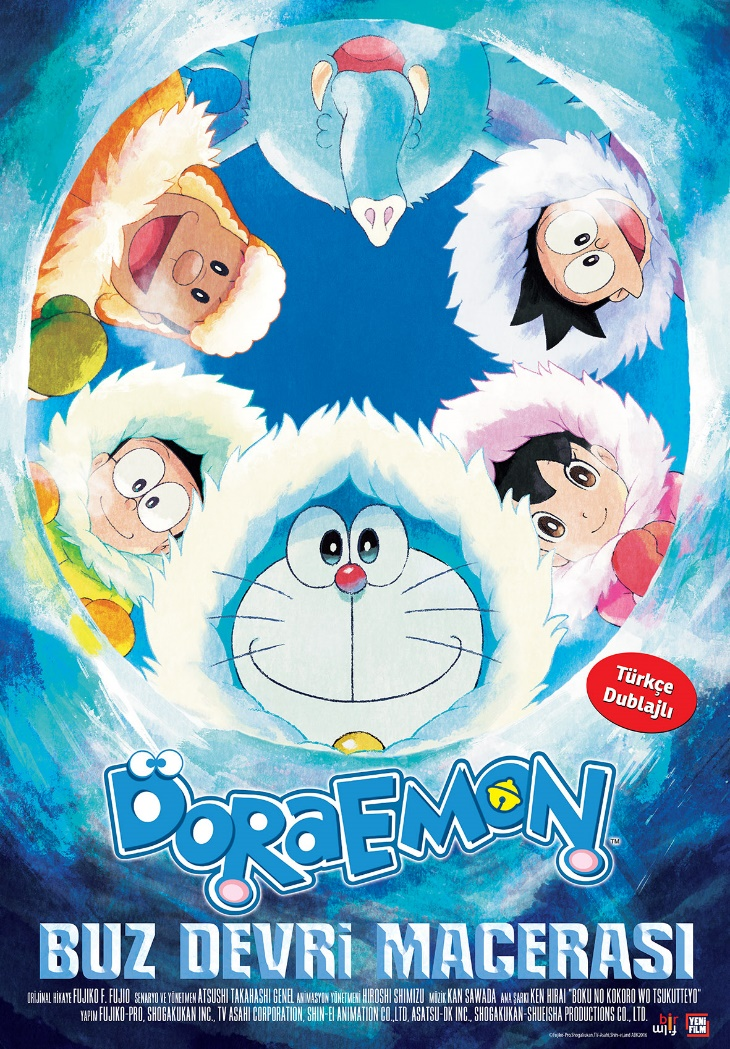 Türkçe
Dublajlı
DORAEMON™
BUZ DEVRİ MACERASI
ORİJİNAL HİKAYE FUJIKO F. FUJIO SENARYO VE YÖNETMEN ATSUSHI TAKAHASHI GENEL ANİMASYON YÖNETMENİ HIROSHI SHIMIZU MÜZİK KAN SAWADA ANA ŞARKI KEN HIRAI "BOKU NO KOKORO WO TSUKUTTEYO"
YAPIM FUJIKO-PRO, SHOGAKUKAN INC., TV ASAHI CORPORATION, SHIN-EI ANIMATION CO.,LTD, ASATSU-DK INC., SHOGAKUKAN-SHUEISHA PRODUCTIONS CO., LTD.
bir film
YENİ FİLM